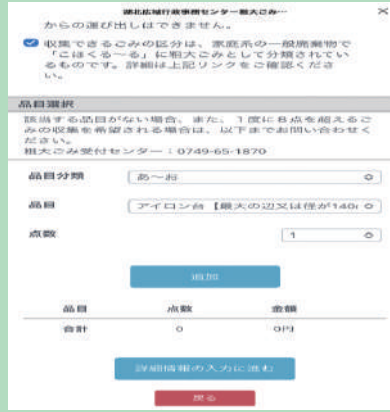 湖北広域行政事務センター粗大ごみ… ×
からの運び出しはできません。
収集できるごみの区分は、家庭系の一般廃棄物で
「こほくる～る」に粗大ごみとして分類されてい
るものです。詳細は上記リンクをご確認くださ
い。
品目選択
該当する品目がない場合、また、1度に8点を超えるご
みの収集を希望される場合は、以下までお問い合わせく
ださい。
粗大ごみ受付センター：0749-65-1870
品目分類 あ～お
品目 アイロン台【最大の辺又は径が140c
点数 1
追加
品目 点数 金額
合計 0 0円
詳細情報の入力に進む
戻る